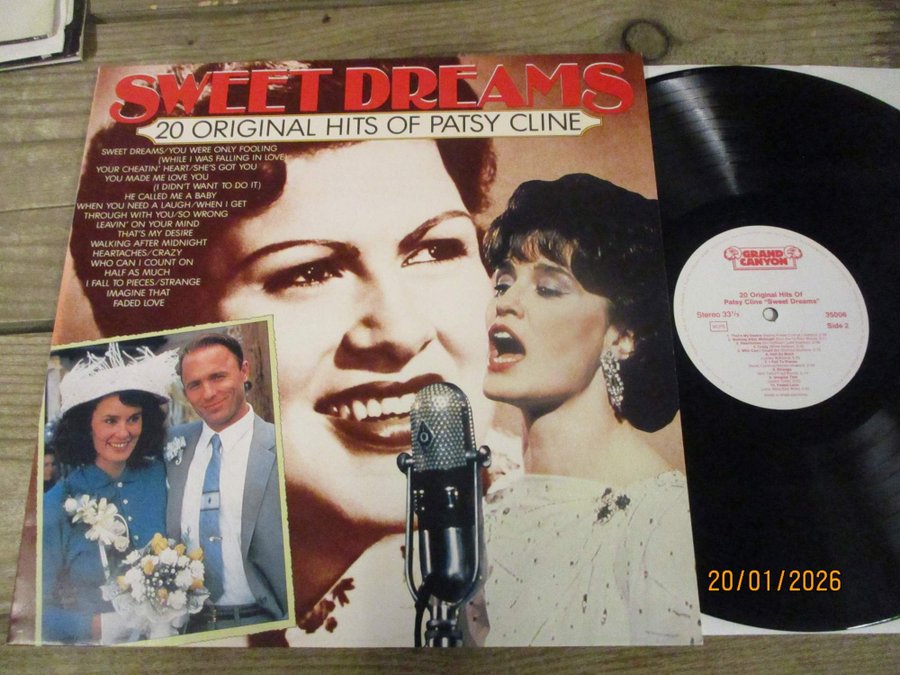 SWEET DREAMS
20 ORIGINAL HITS OF PATSY CLINE
SWEET DREAMS/YOU WERE ONLY FOOLING
(WHILE I WAS FALLING IN LOVE)
YOUR CHEATIN' HEART/SHE'S GOT YOU
YOU MADE ME LOVE YOU
(I DIDN'T WANT TO DO IT)
HE CALLED ME A BABY
WHEN YOU NEED A LAUGH/WHEN I GET
THROUGH WITH YOU/SO WRONG
LEAVIN' ON YOUR MIND
THAT'S MY DESIRE
WALKING AFTER MIDNIGHT
HEARTACHES/CRAZY
WHO CAN I COUNT ON
HALF AS MUCH
I FALL TO PIECES/STRANGE
IMAGINE THAT
FADED LOVE
GRAND
CANYON
20 Original Hits Of
Patsy Cline "Sweet Dreams"
Stereo 33⅓
35006
Side 2
20/01/2026